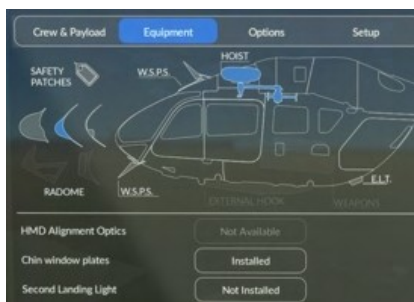 Crew & Payload Equipment Options Setup
HOIST
SAFETY PATCHES
W.S.P.S.
E.L.T.
RADOME
W.S.P.S.
EXTERNAL HOOK
WEAPONS
HMD Alignment Optics Not Available
Chin window plates Installed
Second Landing Light Not Installed